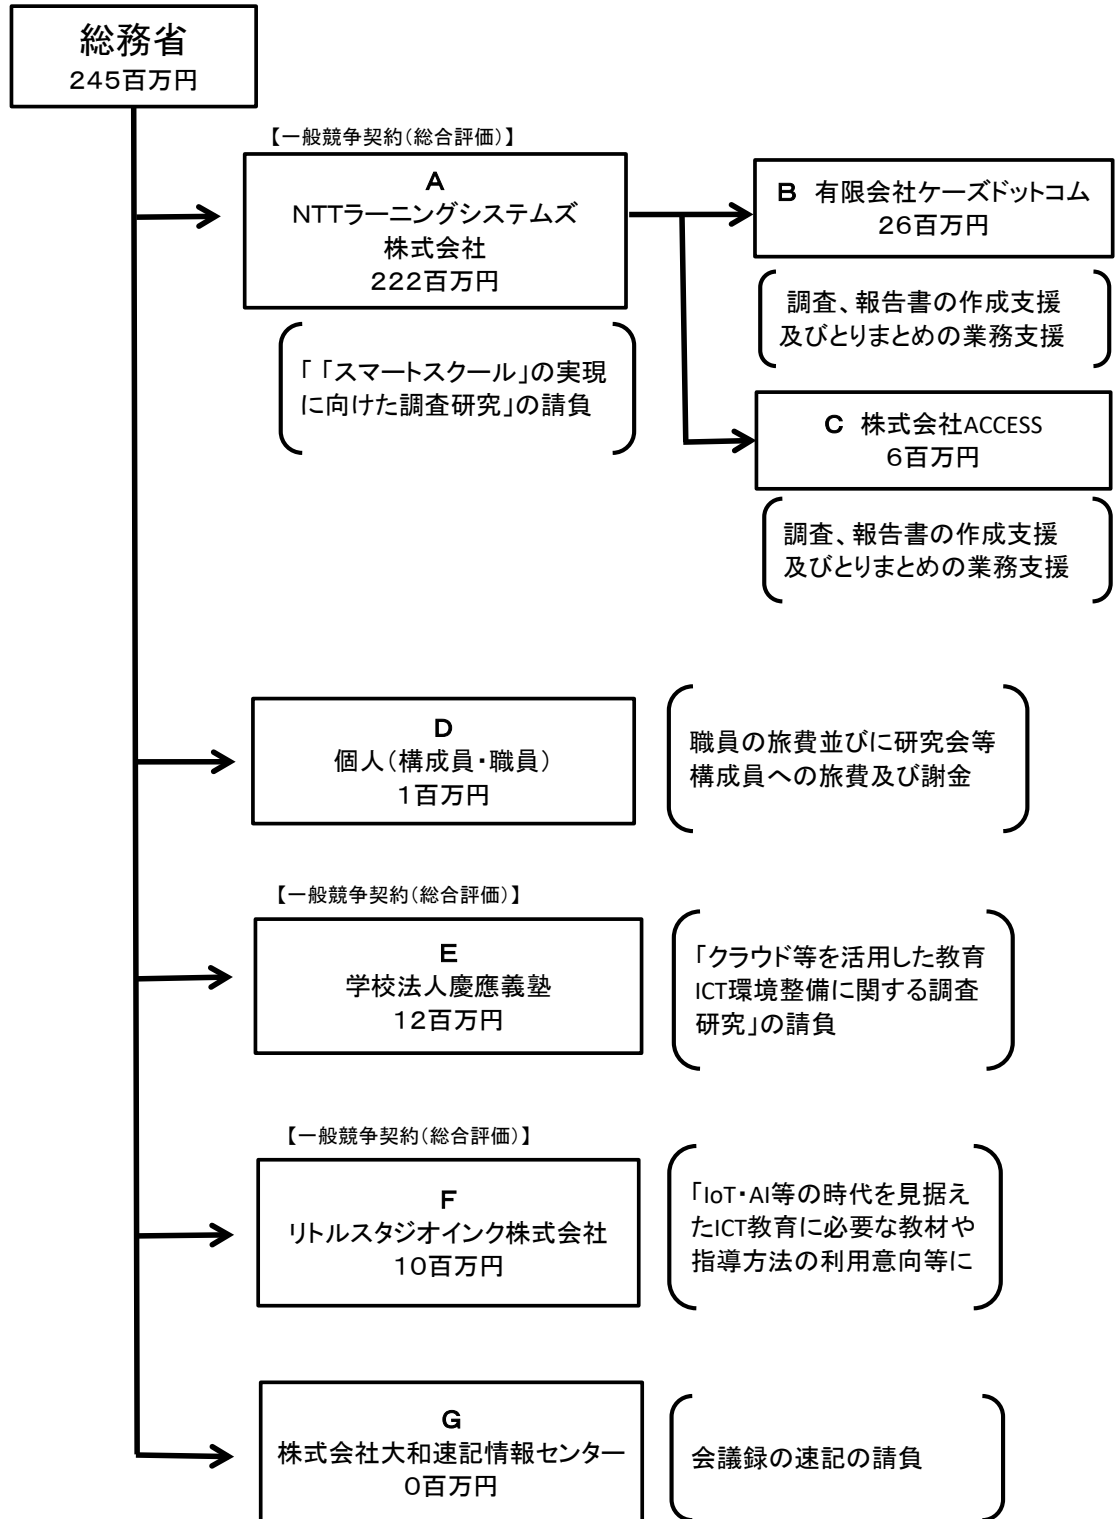 総務省
245百万円
【一般競争契約(総合評価)】
A
NTTラーニングシステムズ
株式会社
222百万円
「「スマートスクール」の実現
に向けた調査研究」の請負
B 有限会社ケーズドットコム
26百万円
調査、報告書の作成支援
及びとりまとめの業務支援
C 株式会社ACCESS
6百万円
調査、報告書の作成支援
及びとりまとめの業務支援
D
個人(構成員・職員)
1百万円
職員の旅費並びに研究会等
構成員への旅費及び謝金
【一般競争契約(総合評価)】
E
学校法人慶應義塾
12百万円
「クラウド等を活用した教育
ICT環境整備に関する調査
研究」の請負
【一般競争契約(総合評価)】
F
リトルスタジオインク株式会社
10百万円
「IoT・AI等の時代を見据え
たICT教育に必要な教材や
指導方法の利用意向等に
G
株式会社大和速記情報センター
0百万円
会議録の速記の請負